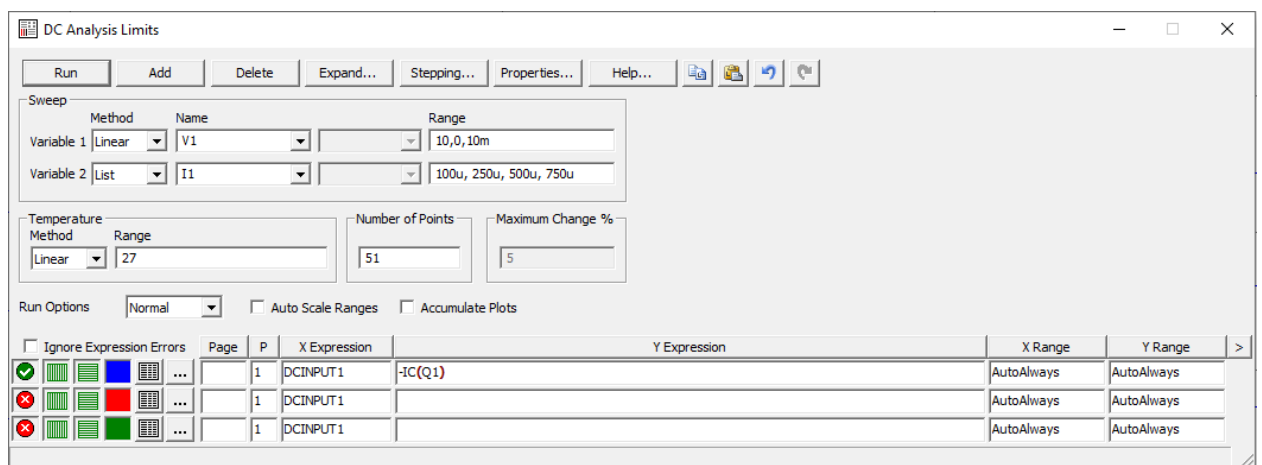 DC Analysis Limits
Run Add Delete Expand... Stepping... Properties... Help...
Sweep
Method Name Range
Variable 1 Linear V1 10,0,10m
Variable 2 List I1 100u, 250u, 500u, 750u
Temperature Number of Points Maximum Change %
Method Range
Linear 27 51 5
Run Options Normal Auto Scale Ranges Accumulate Plots
Ignore Expression Errors Page P X Expression Y Expression X Range Y Range >
... 1 DCINPUT1 -IC(Q1) AutoAlways AutoAlways
... 1 DCINPUT1 AutoAlways AutoAlways
... 1 DCINPUT1 AutoAlways AutoAlways